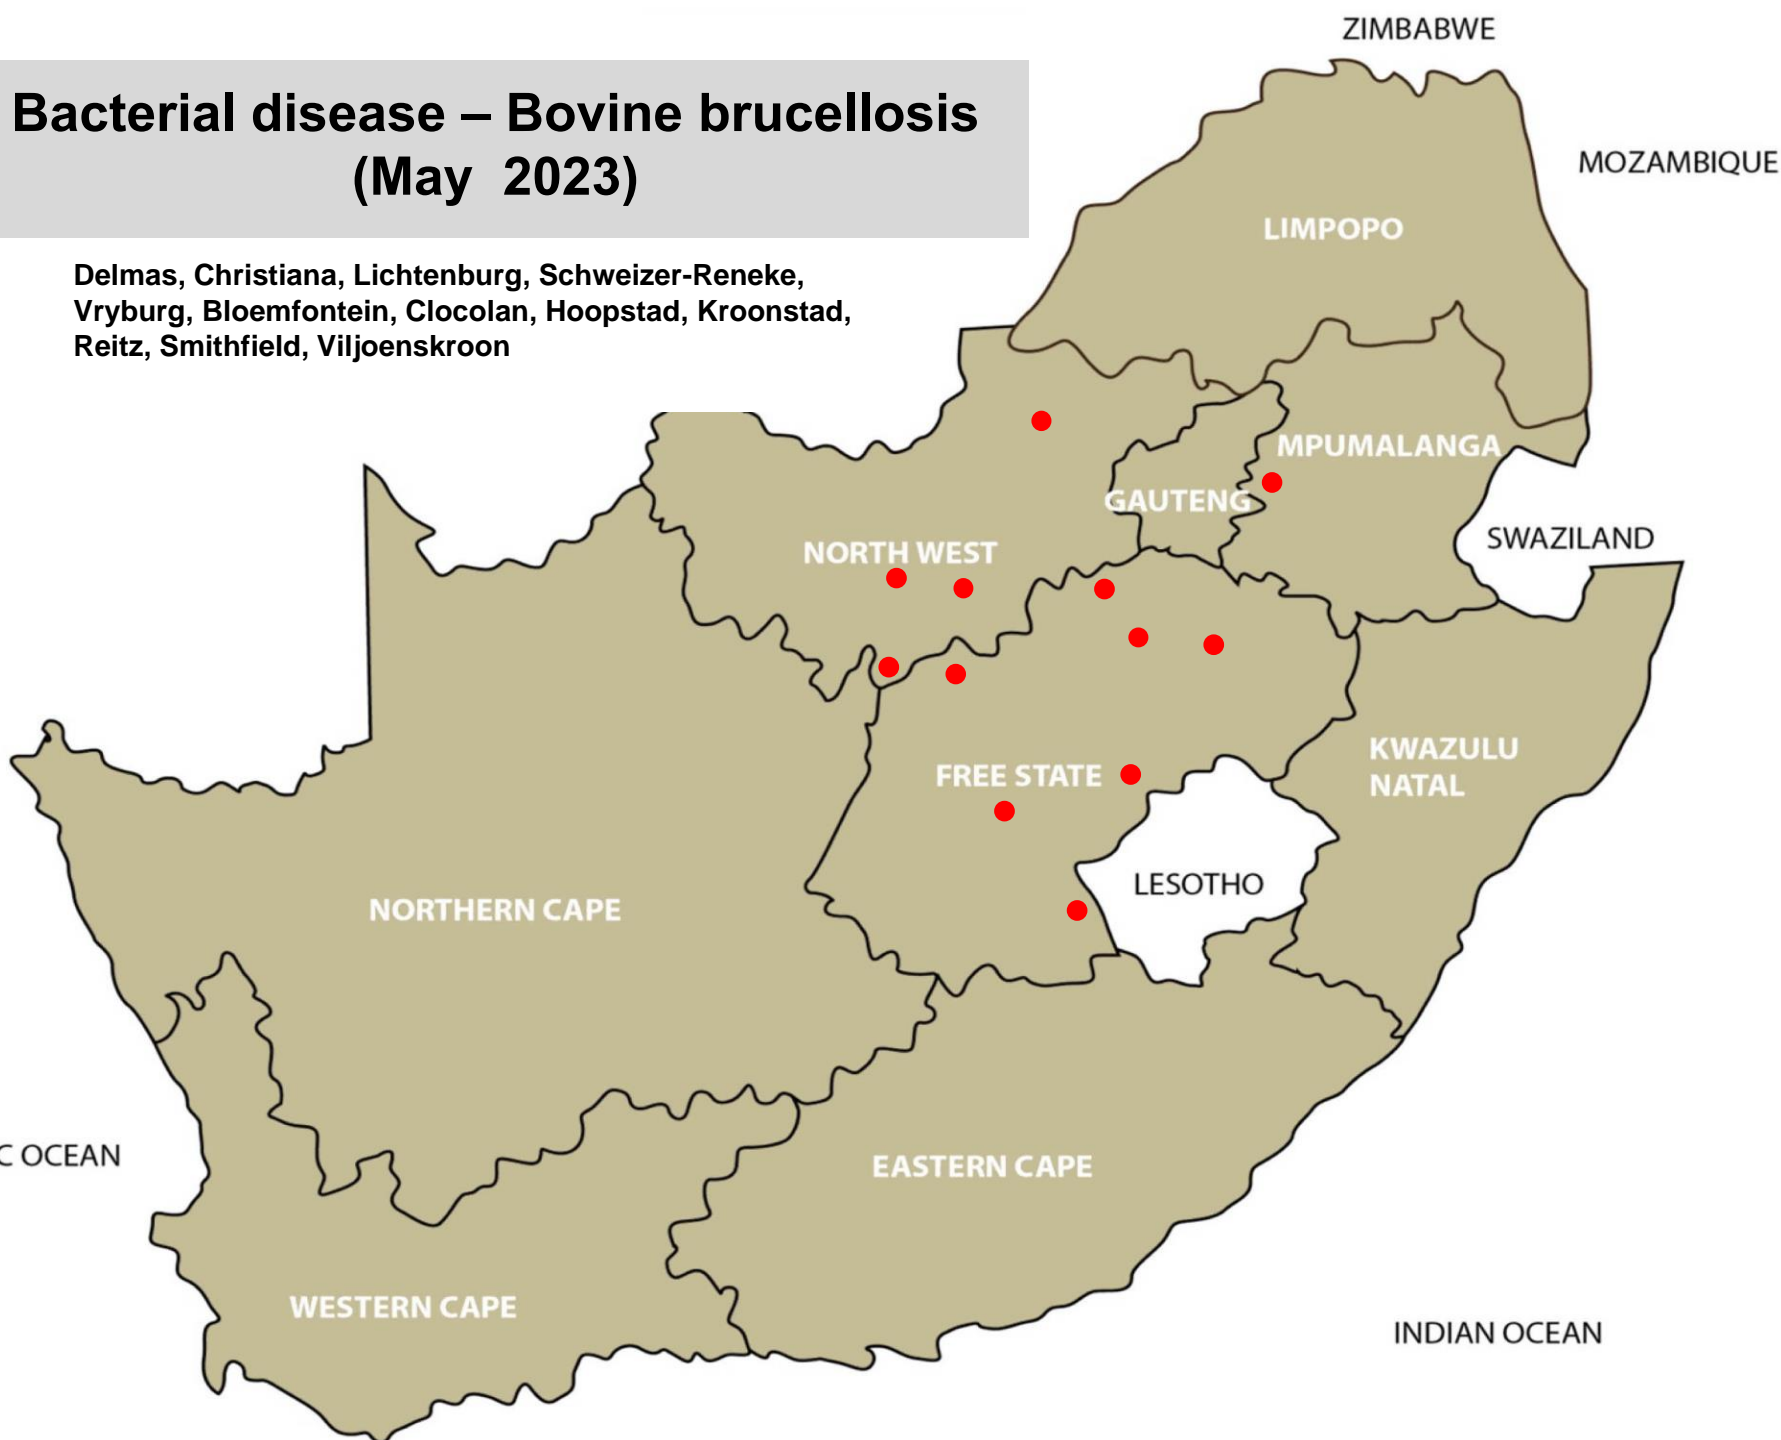 ZIMBABWE
Bacterial disease – Bovine brucellosis
(May 2023)
MOZAMBIQUE
LIMPOPO
Delmas, Christiana, Lichtenburg, Schweizer-Reneke,
Vryburg, Bloemfontein, Clocolan, Hoopstad, Kroonstad,
Reitz, Smithfield, Viljoenskroon
MPUMALANGA
GAUTENG
SWAZILAND
NORTH WEST
KWAZULU
NATAL
FREE STATE
LESOTHO
NORTHERN CAPE
C OCEAN
EASTERN CAPE
WESTERN CAPE
INDIAN OCEAN